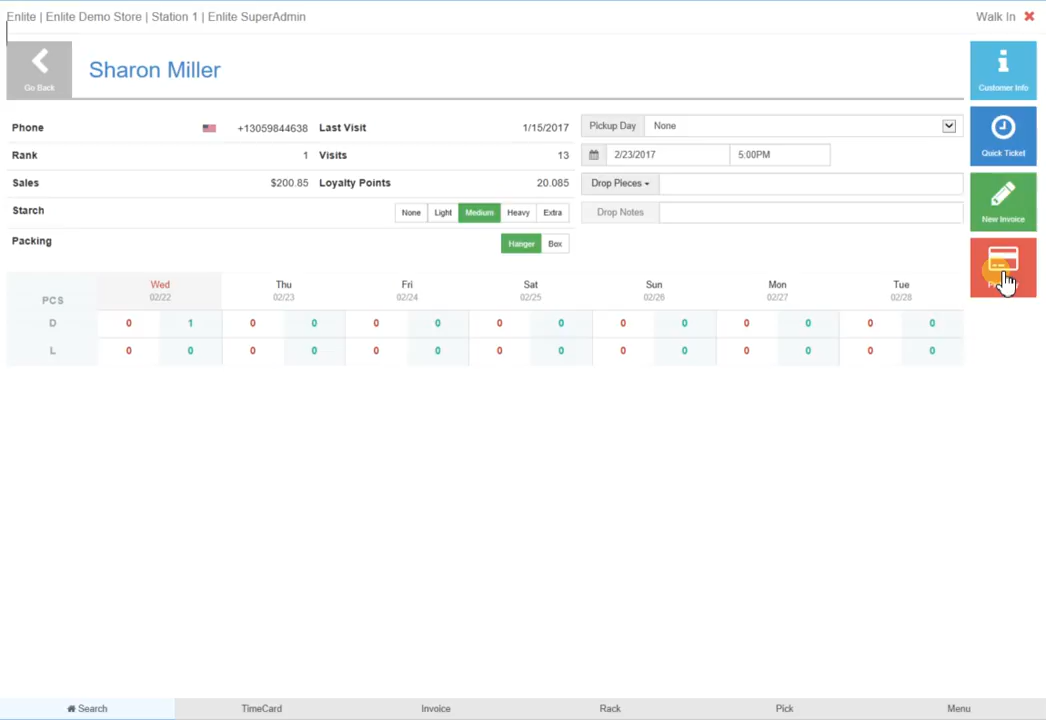 Enlite | Enlite Demo Store | Station 1 | Enlite SuperAdmin
Walk In
Go Back
Sharon Miller
Customer Info
Phone +13059844638 Last Visit 1/15/2017
Pickup Day None
Rank 1 Visits 13
2/23/2017 5:00PM
Quick Ticket
Sales $200.85 Loyalty Points 20.085
Drop Pieces
Starch None Light Medium Heavy Extra
Drop Notes
New Invoice
Packing Hanger Box
PCS
Wed Thu Fri Sat Sun Mon Tue
02/22 02/23 02/24 02/25 02/26 02/27 02/28
D 0 1 0 0 0 0 0 0 0 0 0 0 0 0
L 0 0 0 0 0 0 0 0 0 0 0 0 0 0
Search TimeCard Invoice Rack Pick Menu